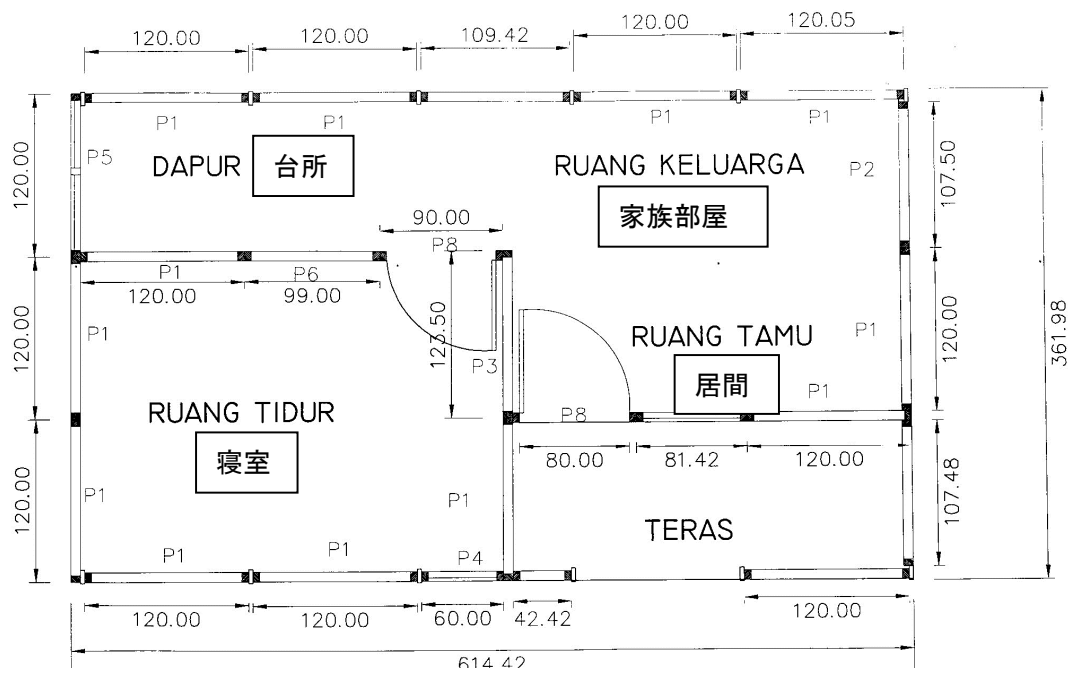 120.00 120.00 109.42 120.00 120.05
P1 P1 P1 P1
P5 DAPUR 台所 RUANG KELUARGA P2
120.00 107.50
家族部屋
90.00
P8
P1 P6
120.00 99.00
120.00 P1 123.50 RUANG TAMU P1 120.00 361.98
P3 居間 P1
RUANG TIDUR P8
寝室 80.00 81.42 120.00
120.00 P1 P1 107.48
TERAS
P1 P1 P4
120.00 120.00 60.00 42.42 120.00
614.42